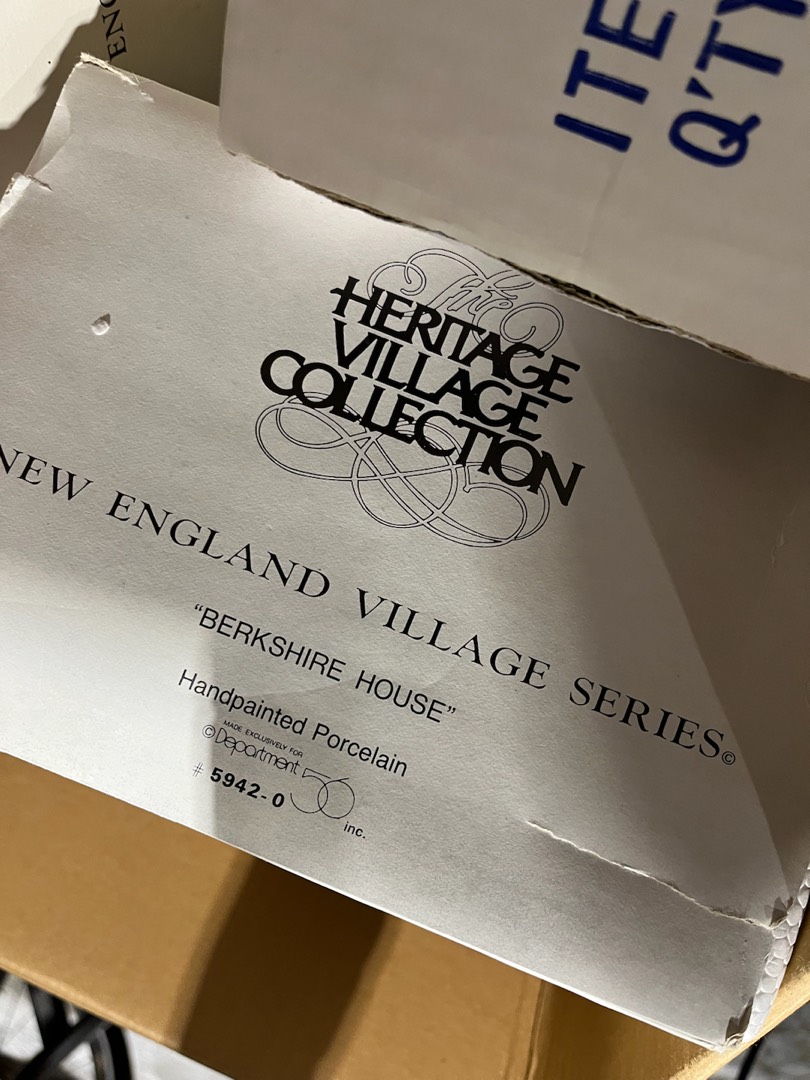 ENG
ITE
Q'TY
The
HERITAGE
VILLAGE
COLLECTION
NEW ENGLAND VILLAGE SERIES©
"BERKSHIRE HOUSE"
Handpainted Porcelain
MADE EXCLUSIVELY FOR
©Department 56
# 5942-0
inc.